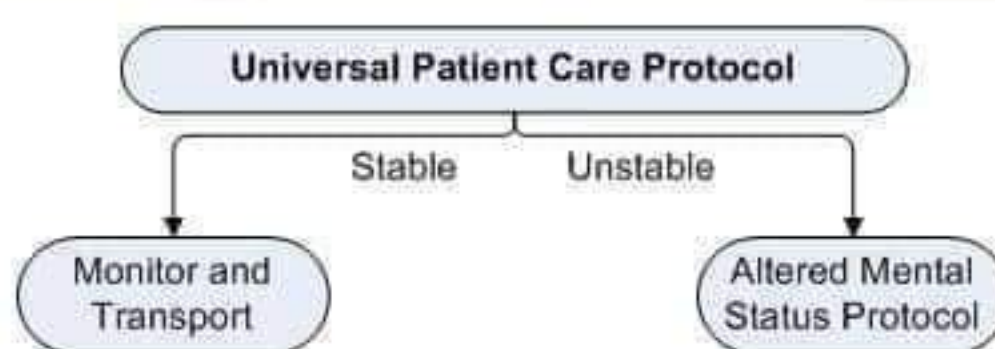 Universal Patient Care Protocol
Stable
Unstable
Monitor and
Transport
Altered Mental
Status Protocol